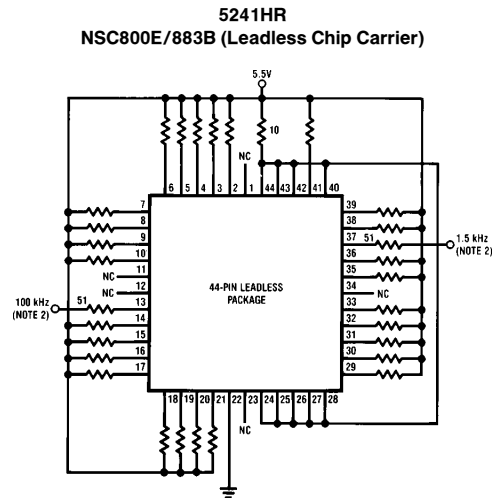 5241HR
NSC800E/883B (Leadless Chip Carrier)
5.5V
10
NC
6 5 4 3 2 1 44 43 42 41 40
7 39
8 38
9 37 51 1.5 kHz
(NOTE 2)
10 36
11 NC 35
12 NC 34 NC
44-PIN LEADLESS
PACKAGE
100 kHz
(NOTE 2)
51 13 33
14 32
15 31
16 30
17 29
18 19 20 21 22 23 24 25 26 27 28
NC